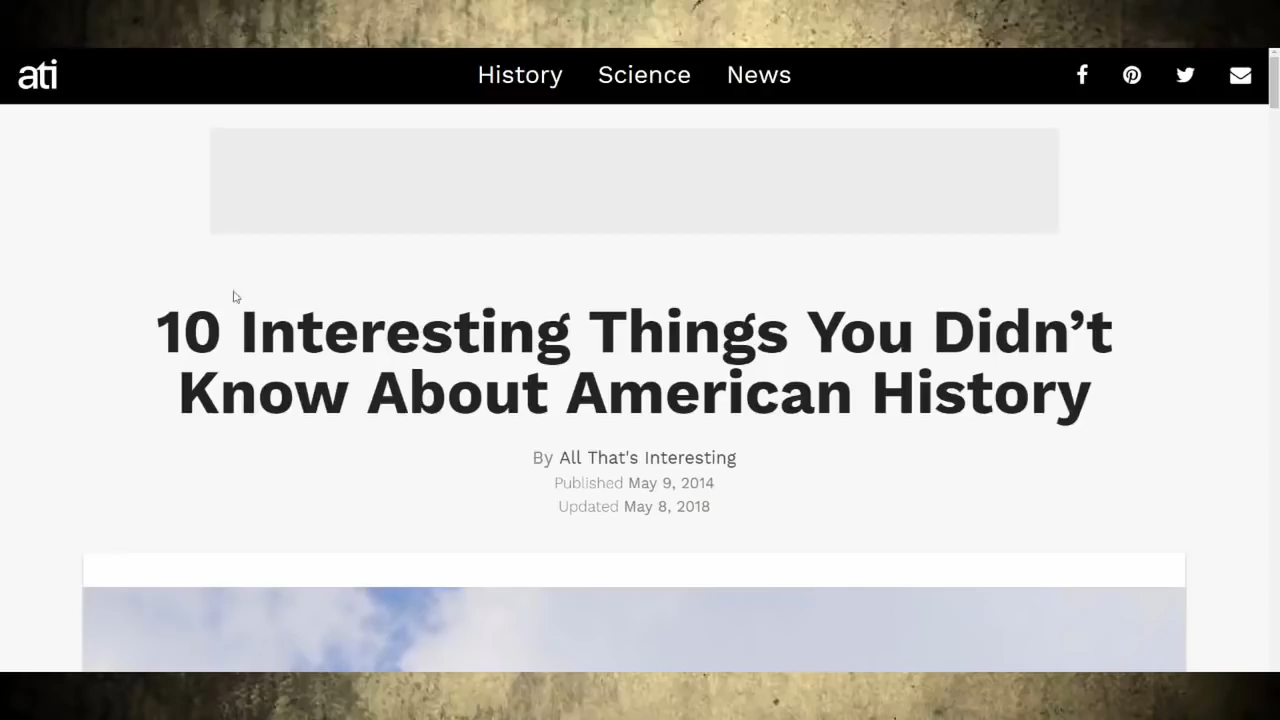 ati
History Science News
10 Interesting Things You Didn’t
Know About American History
By All That's Interesting
Published May 9, 2014
Updated May 8, 2018